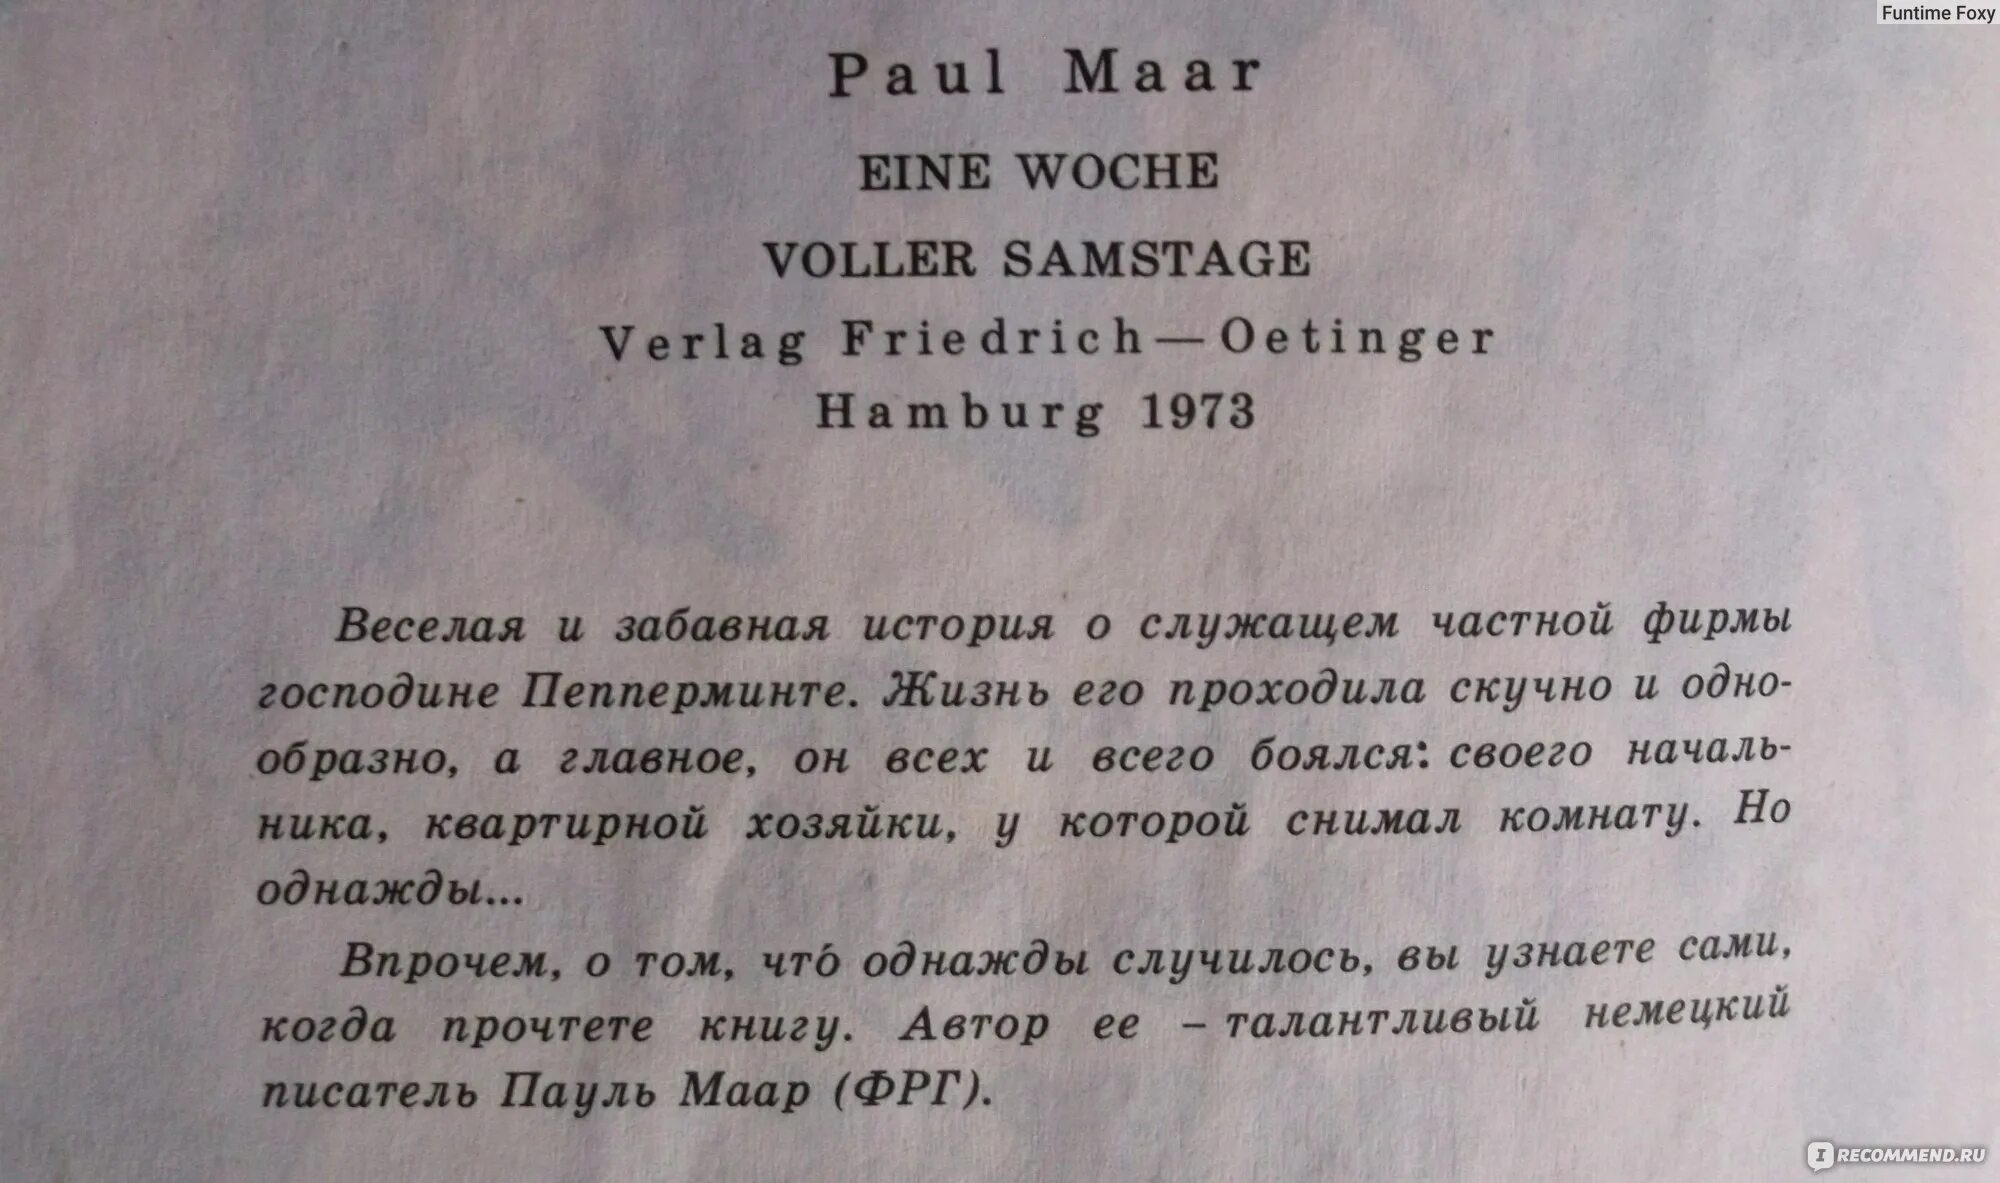 Funtime Foxy
Paul Maar
EINE WOCHE
VOLLER SAMSTAGE
Verlag Friedrich — Oetinger
Hamburg 1973
Веселая и забавная история о служащем частной фирмы
господине Пепперминте. Жизнь его проходила скучно и одно-
образно, а главное, он всех и всего боялся: своего началь-
ника, квартирной хозяйки, у которой снимал комнату. Но
однажды...
Впрочем, о том, что́ однажды случилось, вы узнаете сами,
когда прочтете книгу. Автор ее – талантливый немецкий
писатель Пауль Маар (ФРГ).
IRECOMMEND.RU